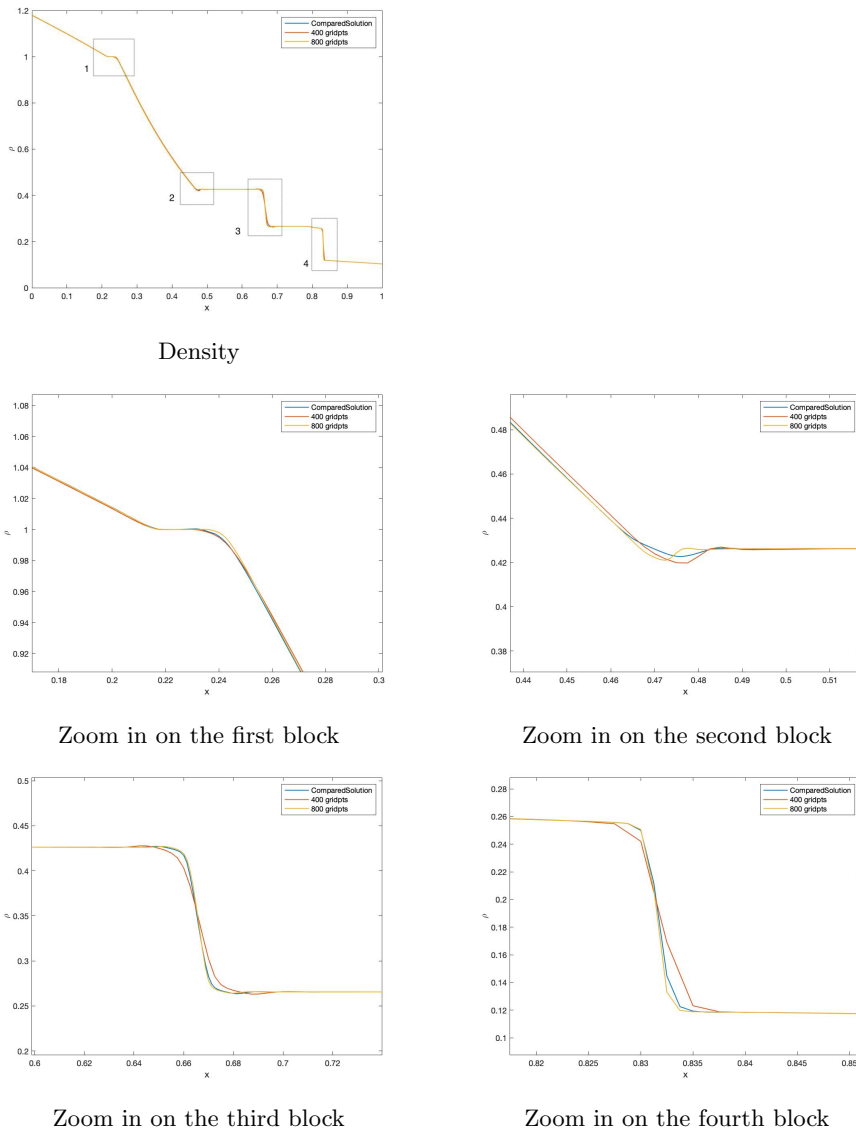 1.2
1
0.8
0.6
0.4
0.2
0
ρ
ComparedSolution
400 gridpts
800 gridpts
1
2
3
4
0 0.1 0.2 0.3 0.4 0.5 0.6 0.7 0.8 0.9 1
x
Density
1.08
1.06
1.04
1.02
1
0.98
0.96
0.94
0.92
ρ
ComparedSolution
400 gridpts
800 gridpts
0.18 0.2 0.22 0.24 0.26 0.28 0.3
x
Zoom in on the first block
0.48
0.46
0.44
0.42
0.4
0.38
ρ
ComparedSolution
400 gridpts
800 gridpts
0.44 0.45 0.46 0.47 0.48 0.49 0.5 0.51
x
Zoom in on the second block
0.5
0.45
0.4
0.35
0.3
0.25
0.2
ρ
ComparedSolution
400 gridpts
800 gridpts
0.6 0.62 0.64 0.66 0.68 0.7 0.72
x
Zoom in on the third block
0.28
0.26
0.24
0.22
0.2
0.18
0.16
0.14
0.12
0.1
ρ
ComparedSolution
400 gridpts
800 gridpts
0.82 0.825 0.83 0.835 0.84 0.845 0.85
x
Zoom in on the fourth block